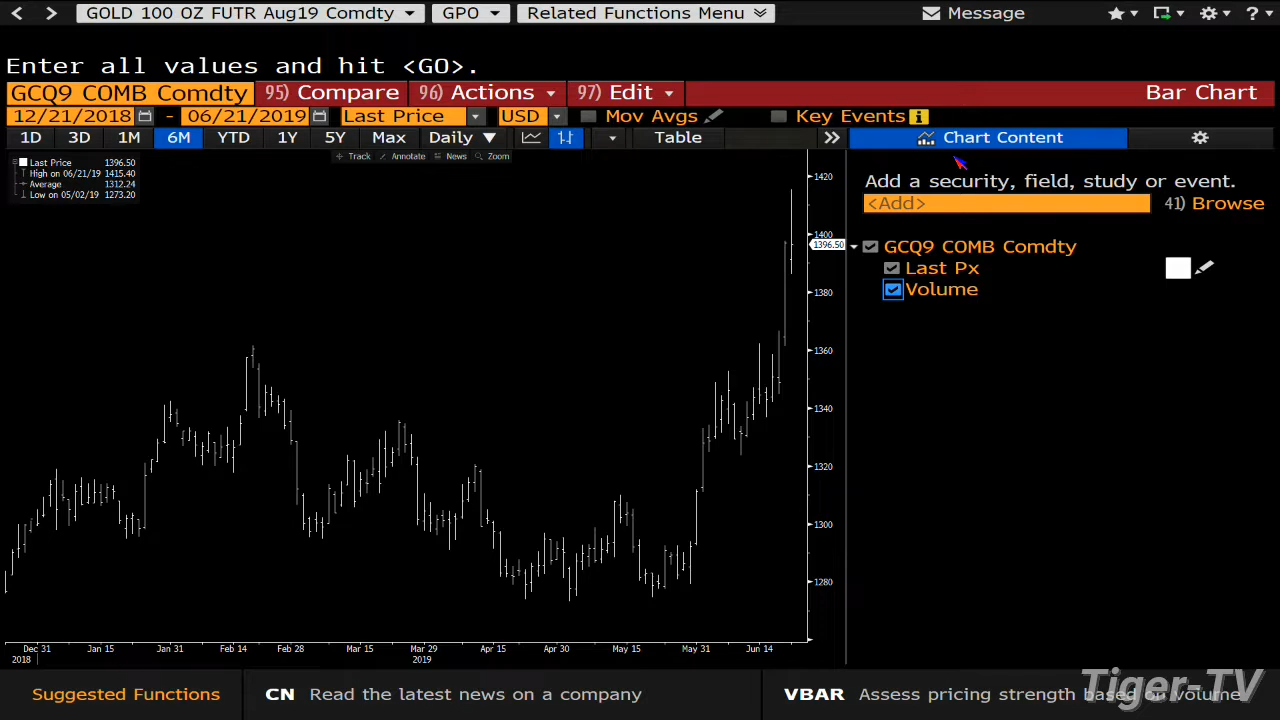 GOLD 100 OZ FUTR Aug19 Comdty GPO Related Functions Menu Message ?
Enter all values and hit <GO>.
GCQ9 COMB Comdty 95) Compare 96) Actions 97) Edit Bar Chart
12/21/2018 - 06/21/2019 Last Price USD Mov Avgs Key Events i
1D 3D 1M 6M YTD 1Y 5Y Max Daily Table Chart Content
Track Annotate News Zoom
Last Price 1396.50
High on 06/21/19 1415.40
Average 1312.24
Low on 05/02/19 1273.20
Add a security, field, study or event.
<Add> 41) Browse
GCQ9 COMB Comdty
Last Px
Volume
1420
1400
1396.50
1380
1360
1340
1320
1300
1280
Dec 31 Jan 15 Jan 31 Feb 14 Feb 28 Mar 15 Mar 29 Apr 15 Apr 30 May 15 May 31 Jun 14
2018 2019
Suggested Functions CN Read the latest news on a company VBAR Assess pricing strength based on volume
Tiger-TV